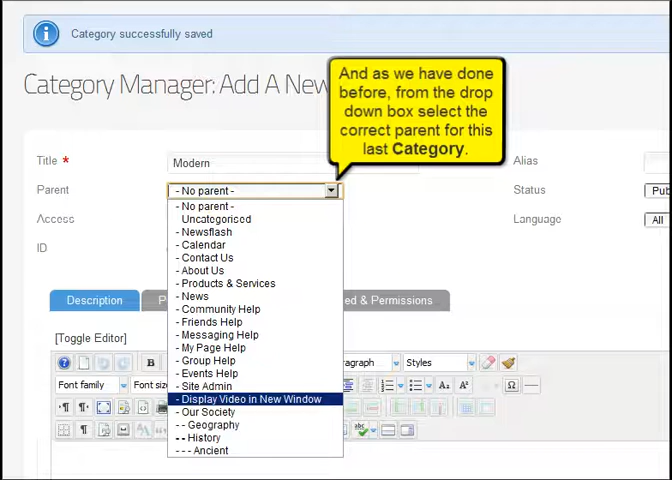 Category successfully saved
Category Manager: Add A New
And as we have done
before, from the drop
down box select the
correct parent for this
last Category.
Title *
Modern
Alias
Parent
- No parent -
Status
Pub
Access
Language
All
ID
- No parent -
Uncategorised
- Newsflash
- Calendar
- Contact Us
- About Us
- Products & Services
- News
- Community Help
- Friends Help
- Messaging Help
- My Page Help
- Group Help
- Events Help
- Site Admin
- Display Video in New Window
- Our Society
- - Geography
- - History
- - - Ancient
Description
P
ed & Permissions
[Toggle Editor]
B
aragraph
Styles
Font family
Font size